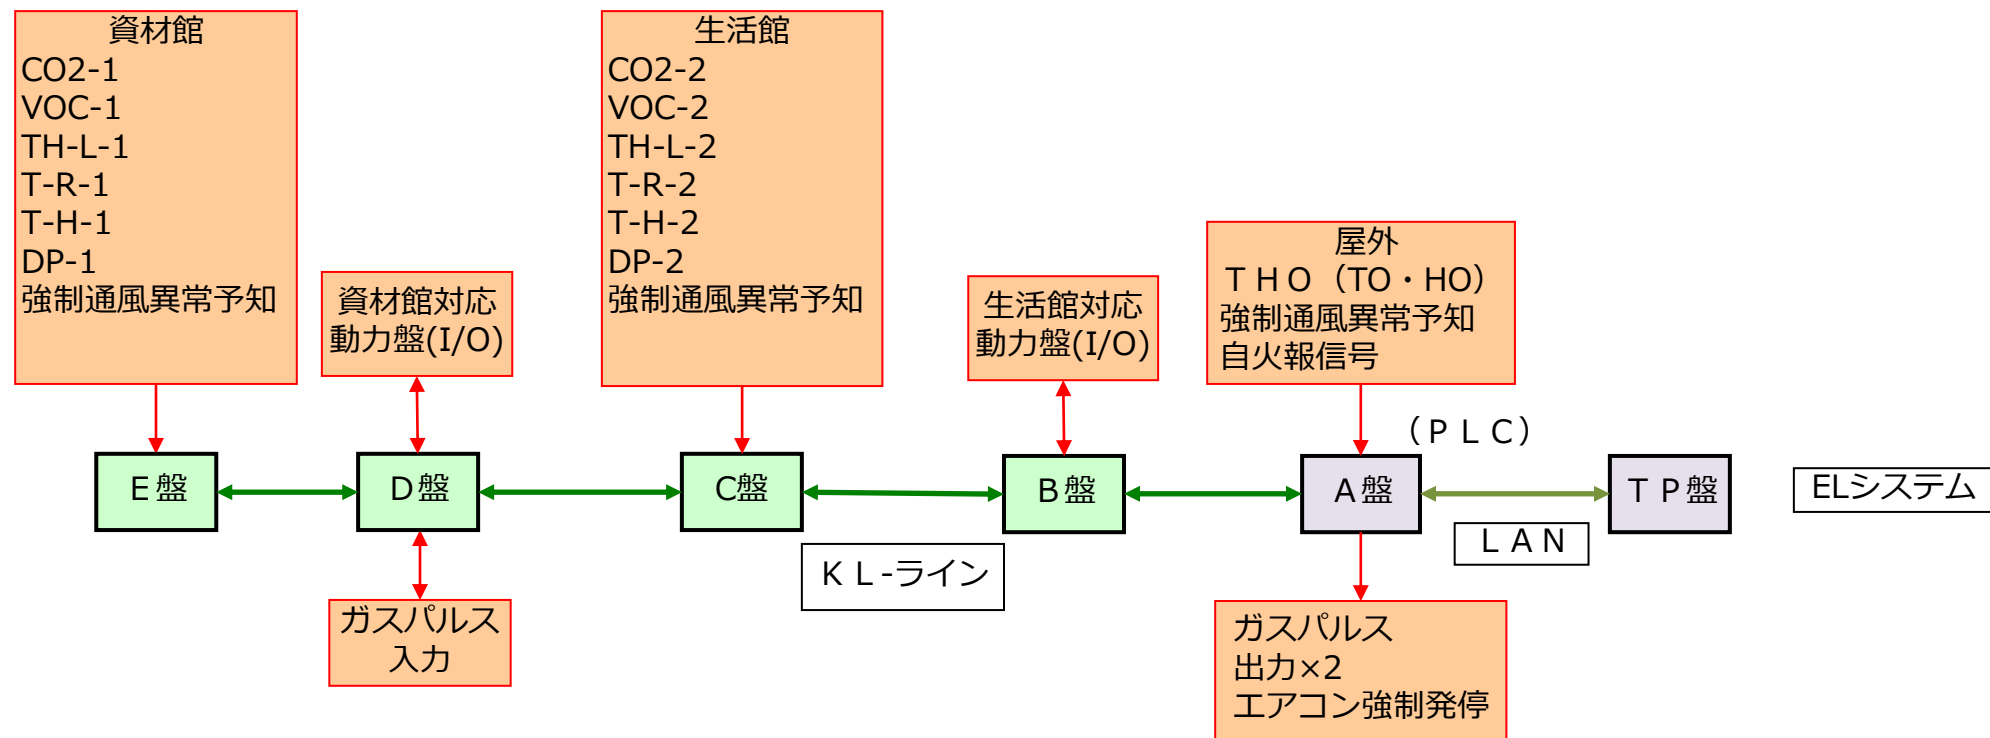 資材館
CO2-1
VOC-1
TH-L-1
T-R-1
T-H-1
DP-1
強制通風異常予知
資材館対応
動力盤(I/O)
生活館
CO2-2
VOC-2
TH-L-2
T-R-2
T-H-2
DP-2
強制通風異常予知
生活館対応
動力盤(I/O)
屋外
ＴＨＯ（TO・HO）
強制通風異常予知
自火報信号
（ＰＬＣ）
Ｅ盤
Ｄ盤
C盤
Ｂ盤
Ａ盤
ＴＰ盤
ELシステム
ＬＡＮ
ＫＬ-ライン
ガスパルス
入力
ガスパルス
出力×2
エアコン強制発停